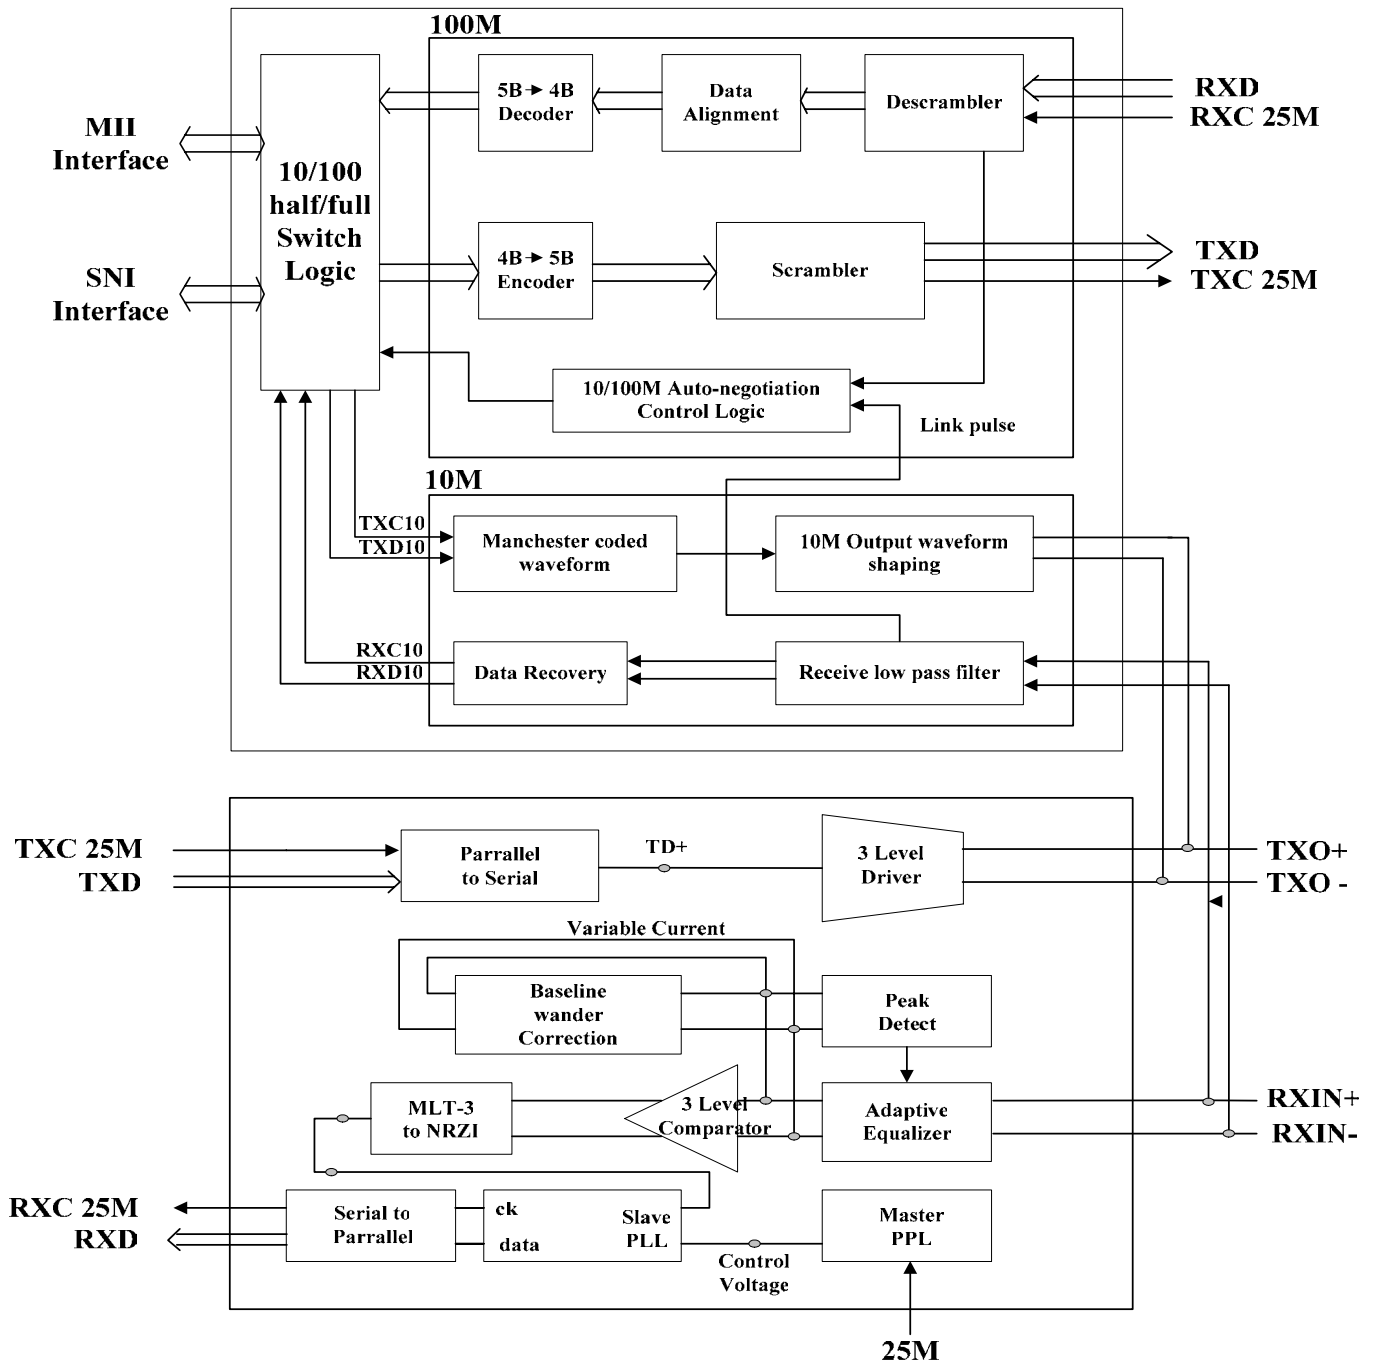 100M
MII
Interface
SNI
Interface
10/100
half/full
Switch
Logic
5B→ 4B
Decoder
Data
Alignment
Descrambler
RXD
RXC 25M
4B→ 5B
Encoder
Scrambler
TXD
TXC 25M
10/100M Auto-negotiation
Control Logic
Link pulse
10M
TXC10
TXD10
Manchester coded
waveform
10M Output waveform
shaping
RXC10
RXD10
Data Recovery
Receive low pass filter
TXC 25M
TXD
Parrallel
to Serial
TD+
3 Level
Driver
TXO+
TXO -
Variable Current
Baseline
wander
Correction
Peak
Detect
MLT-3
to NRZI
3 Level
Comparator
Adaptive
Equalizer
RXIN+
RXIN-
RXC 25M
RXD
Serial to
Parrallel
ck
data
Slave
PLL
Control
Voltage
Master
PPL
25M